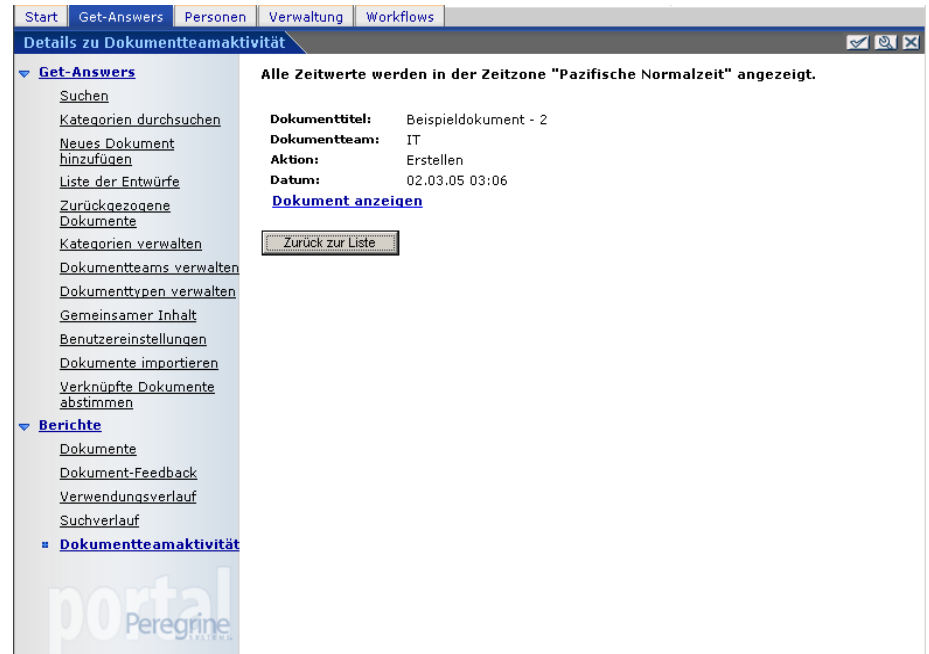 Start Get-Answers Personen Verwaltung Workflows
Details zu Dokumentteamaktivität
Get-Answers
Suchen
Kategorien durchsuchen
Neues Dokument
hinzufügen
Liste der Entwürfe
Zurückgezogene
Dokumente
Kategorien verwalten
Dokumentteams verwalten
Dokumenttypen verwalten
Gemeinsamer Inhalt
Benutzereinstellungen
Dokumente importieren
Verknüpfte Dokumente
abstimmen
Berichte
Dokumente
Dokument-Feedback
Verwendungsverlauf
Suchverlauf
Dokumentteamaktivität
portal
Peregrine
SYSTEMS
Alle Zeitwerte werden in der Zeitzone "Pazifische Normalzeit" angezeigt.
Dokumenttitel: Beispieldokument - 2
Dokumentteam: IT
Aktion: Erstellen
Datum: 02.03.05 03:06
Dokument anzeigen
Zurück zur Liste